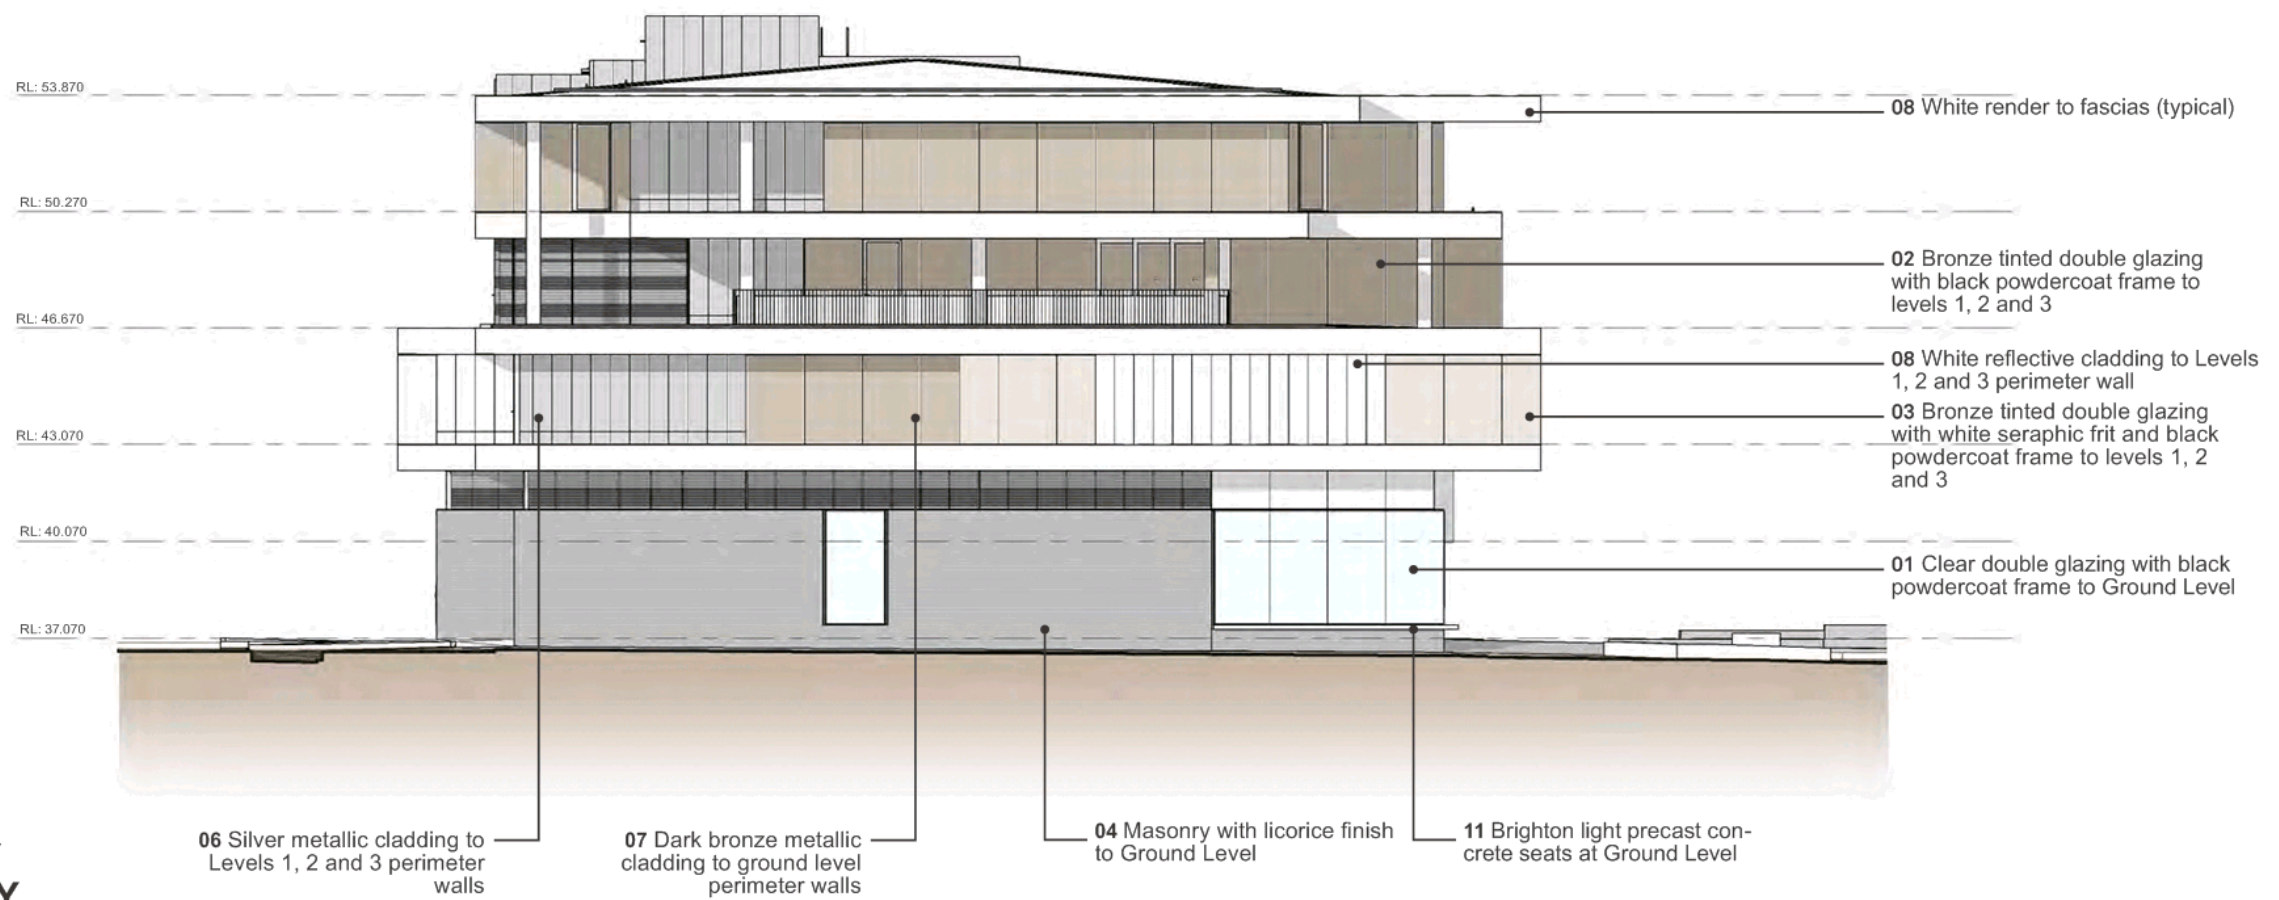 RL: 53.870
08 White render to fascias (typical)
RL: 50.270
02 Bronze tinted double glazing
with black powdercoat frame to
levels 1, 2 and 3
RL: 46.670
08 White reflective cladding to Levels
1, 2 and 3 perimeter wall
03 Bronze tinted double glazing
with white seraphic frit and black
powdercoat frame to levels 1, 2
and 3
RL: 43.070
RL: 40.070
01 Clear double glazing with black
powdercoat frame to Ground Level
RL: 37.070
06 Silver metallic cladding to
Levels 1, 2 and 3 perimeter
walls
07 Dark bronze metallic
cladding to ground level
perimeter walls
04 Masonry with licorice finish
to Ground Level
11 Brighton light precast con-
crete seats at Ground Level